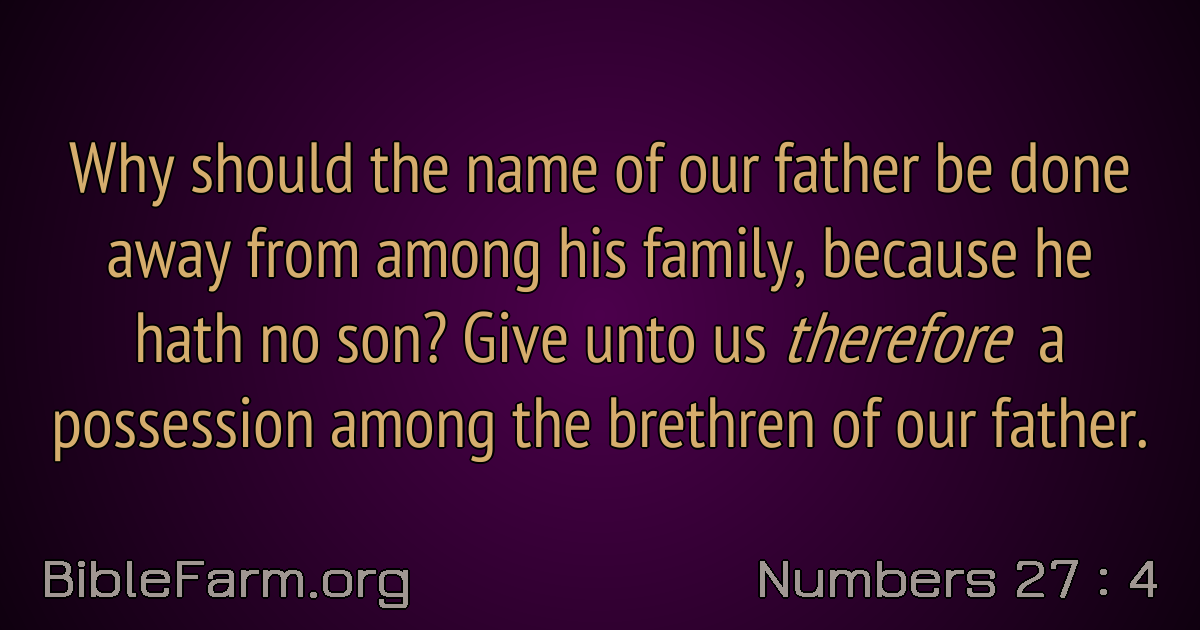 Why should the name of our father be done
away from among his family, because he
hath no son? Give unto us therefore a
possession among the brethren of our father.
BibleFarm.org
Numbers 27 : 4